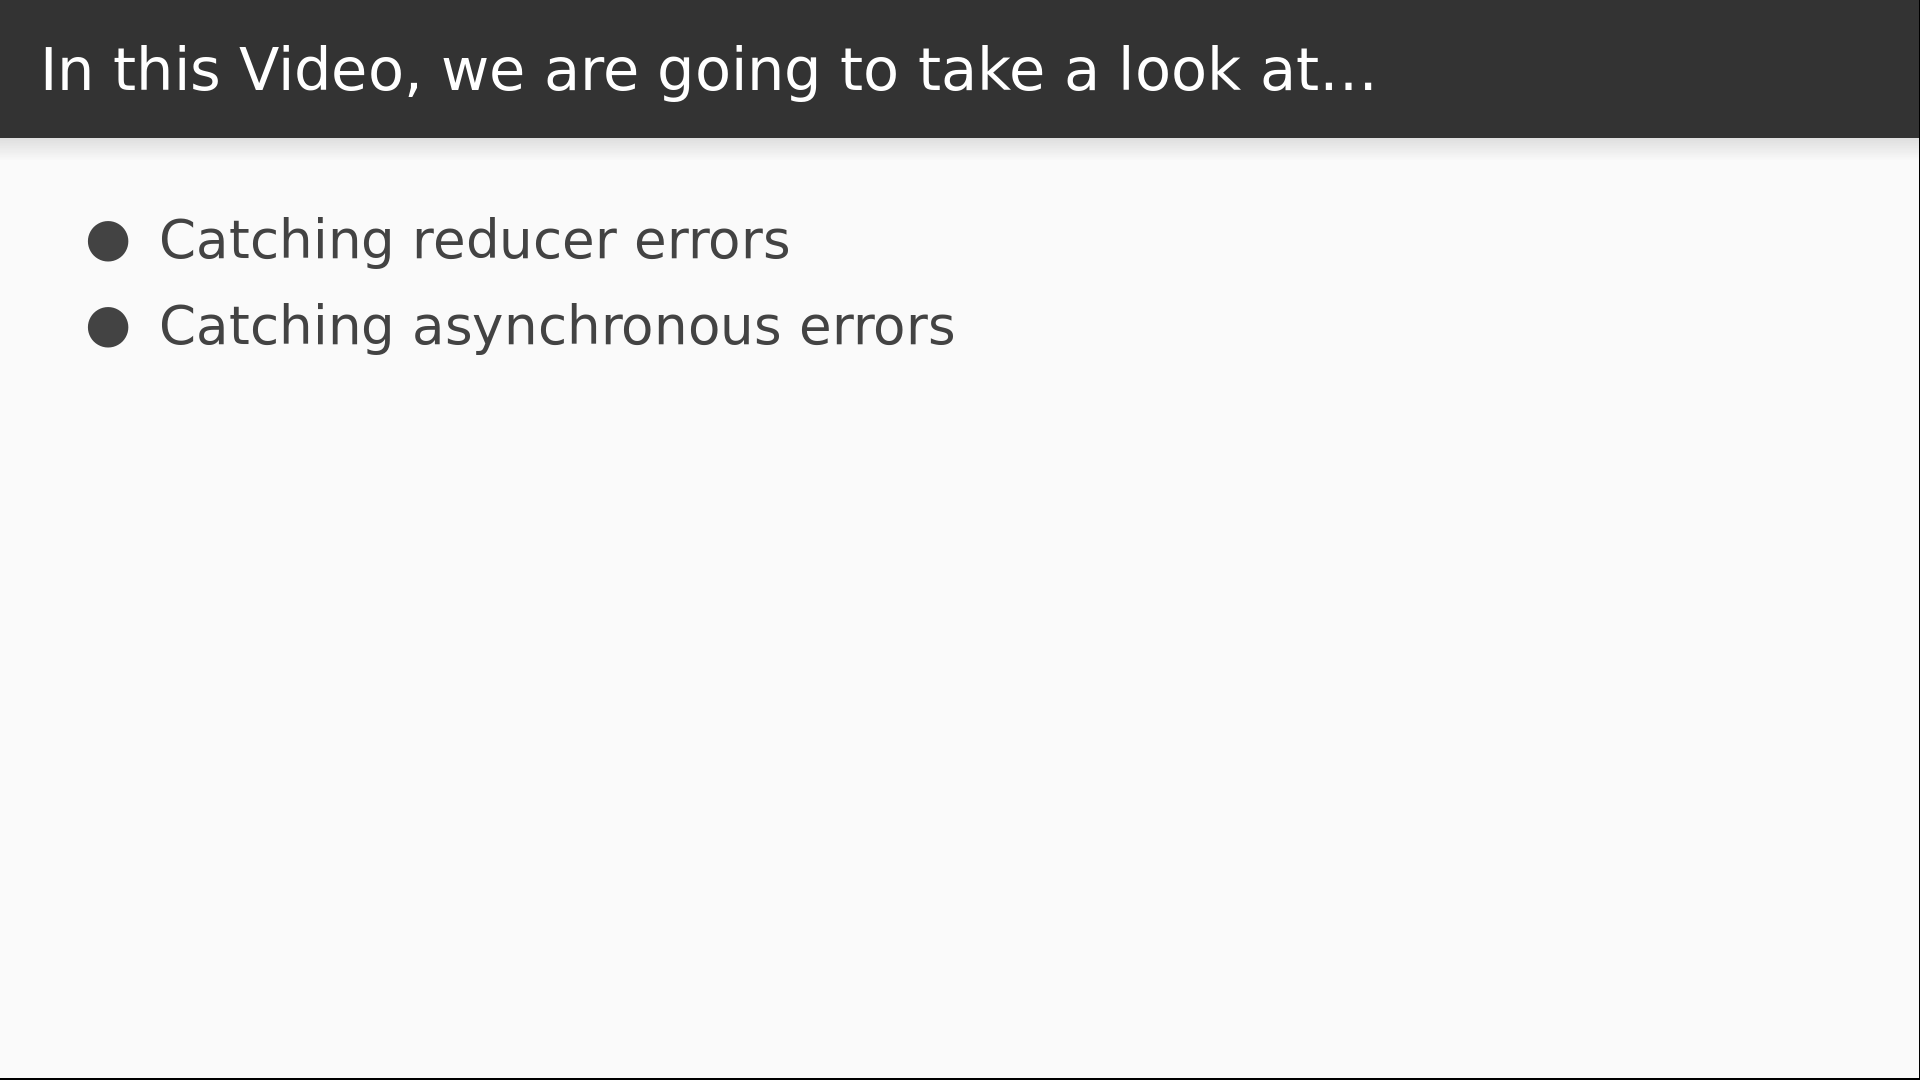 In this Video, we are going to take a look at...
● Catching reducer errors
● Catching asynchronous errors